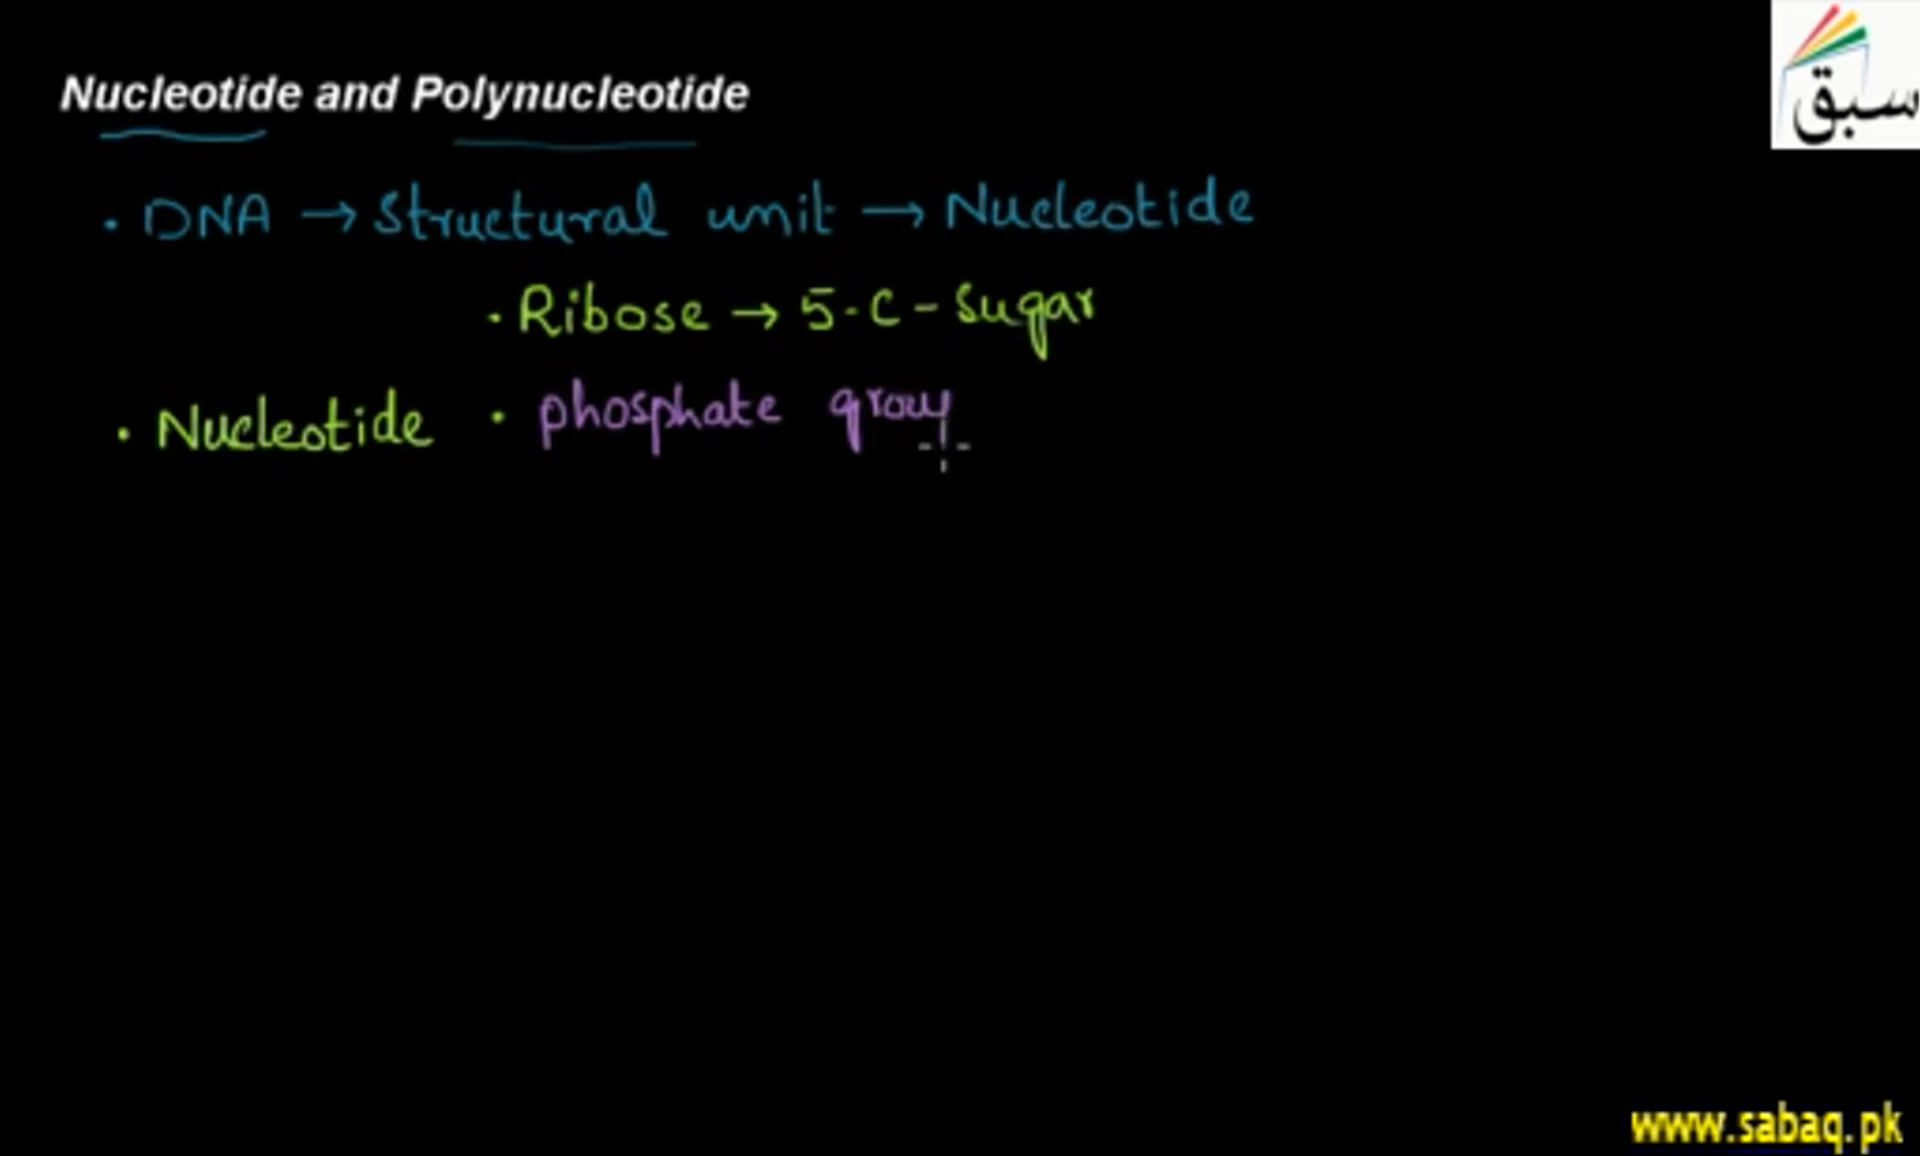 سبق
Nucleotide and Polynucleotide
• DNA → Structural unit → Nucleotide
• Ribose → 5-C-Sugar
• Nucleotide • phosphate group
www.sabaq.pk